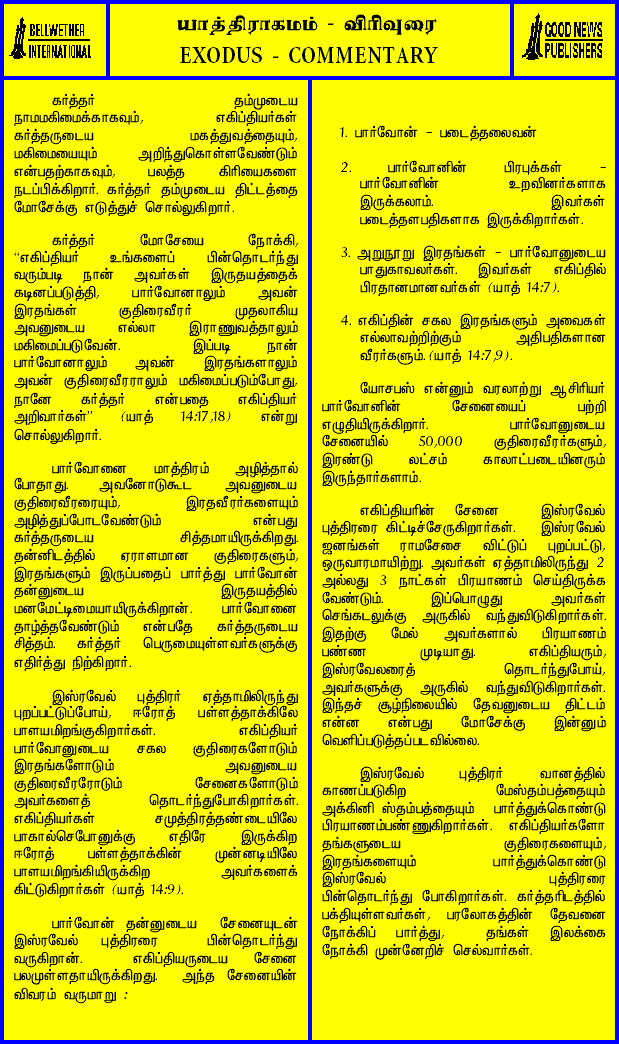 BELLWETHER
INTERNATIONAL
யாத்திராகமம் - விரிவுரை
EXODUS - COMMENTARY
GOOD NEWS
PUBLISHERS
கர்த்தர் தம்முடைய
நாமமகிமைக்காகவும், எகிப்தியர்கள்
கர்த்தருடைய மகத்துவத்தையும்,
மகிமையையும் அறிந்துகொள்ளவேண்டும்
என்பதற்காகவும், பலத்த கிரியைகளை
நடப்பிக்கிறார். கர்த்தர் தம்முடைய திட்டத்தை
மோசேக்கு எடுத்துச் சொல்லுகிறார்.
கர்த்தர் மோசேயை நோக்கி,
“எகிப்தியர் உங்களைப் பின்தொடர்ந்து
வரும்படி நான் அவர்கள் இருதயத்தைக்
கடினப்படுத்தி, பார்வோனாலும் அவன்
இரதங்கள் குதிரைவீரர் முதலாகிய
அவனுடைய எல்லா இராணுவத்தாலும்
மகிமைப்படுவேன். இப்படி நான்
பார்வோனாலும் அவன் இரதங்களாலும்
அவன் குதிரைவீரராலும் மகிமைப்படும்போது,
நானே கர்த்தர் என்பதை எகிப்தியர்
அறிவார்கள்” (யாத் 14:17,18) என்று
சொல்லுகிறார்.
பார்வோனை மாத்திரம் அழித்தால்
போதாது. அவனோடுகூட அவனுடைய
குதிரைவீரரையும், இரதவீரர்களையும்
அழித்துப்போடவேண்டும் என்பது
கர்த்தருடைய சித்தமாயிருக்கிறது.
தன்னிடத்தில் ஏராளமான குதிரைகளும்,
இரதங்களும் இருப்பதைப் பார்த்து பார்வோன்
தன்னுடைய இருதயத்தில்
மனமேட்டிமையாயிருக்கிறான். பார்வோனை
தாழ்த்தவேண்டும் என்பதே கர்த்தருடைய
சித்தம். கர்த்தர் பெருமையுள்ளவர்களுக்கு
எதிர்த்து நிற்கிறார்.
இஸ்ரவேல் புத்திரர் ஏத்தாமிலிருந்து
புறப்பட்டுப்போய், ஈரோத் பள்ளத்தாக்கிலே
பாளயமிறங்குகிறார்கள். எகிப்தியர்
பார்வோனுடைய சகல குதிரைகளோடும்
இரதங்களோடும் அவனுடைய
குதிரைவீரரோடும் சேனைகளோடும்
அவர்களைத் தொடர்ந்துபோகிறார்கள்.
எகிப்தியர்கள் சமுத்திரத்தண்டையிலே
பாகால்செபோனுக்கு எதிரே இருக்கிற
ஈரோத் பள்ளத்தாக்கின் முன்னடியிலே
பாளயமிறங்கியிருக்கிற அவர்களைக்
கிட்டுகிறார்கள் (யாத் 14:9).
பார்வோன் தன்னுடைய சேனையுடன்
இஸ்ரவேல் புத்திரரை பின்தொடர்ந்து
வருகிறான். எகிப்தியருடைய சேனை
பலமுள்ளதாயிருக்கிறது. அந்த சேனையின்
விவரம் வருமாறு :
1. பார்வோன் - படைத்தலைவன்
2. பார்வோனின் பிரபுக்கள் -
பார்வோனின் உறவினர்களாக
இருக்கலாம். இவர்கள்
படைத்தளபதிகளாக இருக்கிறார்கள்.
3. அறுநூறு இரதங்கள் - பார்வோனுடைய
பாதுகாவலர்கள். இவர்கள் எகிப்தில்
பிரதானமானவர்கள் (யாத் 14:7).
4. எகிப்தின் சகல இரதங்களும் அவைகள்
எல்லாவற்றிற்கும் அதிபதிகளான
வீரர்களும். (யாத் 14:7,9).
யோசபஸ் என்னும் வரலாற்று ஆசிரியர்
பார்வோனின் சேனையைப் பற்றி
எழுதியிருக்கிறார். பார்வோனுடைய
சேனையில் 50,000 குதிரைவீரர்களும்,
இரண்டு லட்சம் காலாட்படையினரும்
இருந்தார்களாம்.
எகிப்தியரின் சேனை இஸ்ரவேல்
புத்திரரை கிட்டிச்சேருகிறார்கள். இஸ்ரவேல்
ஜனங்கள் ராமசேசை விட்டுப் புறப்பட்டு,
ஒருவாரமாயிற்று. அவர்கள் ஏத்தாமிலிருந்து 2
அல்லது 3 நாட்கள் பிரயாணம் செய்திருக்க
வேண்டும். இப்பொழுது அவர்கள்
செங்கடலுக்கு அருகில் வந்துவிடுகிறார்கள்.
இதற்கு மேல் அவர்களால் பிரயாணம்
பண்ண முடியாது. எகிப்தியரும்,
இஸ்ரவேலரைத் தொடர்ந்துபோய்,
அவர்களுக்கு அருகில் வந்துவிடுகிறார்கள்.
இந்தச் சூழ்நிலையில் தேவனுடைய திட்டம்
என்ன என்பது மோசேக்கு இன்னும்
வெளிப்படுத்தப்படவில்லை.
இஸ்ரவேல் புத்திரர் வானத்தில்
காணப்படுகிற மேஸ்தம்பத்தையும்
அக்கினி ஸ்தம்பத்தையும் பார்த்துக்கொண்டு
பிரயாணம்பண்ணுகிறார்கள். எகிப்தியர்களோ
தங்களுடைய குதிரைகளையும்,
இரதங்களையும் பார்த்துக்கொண்டு
இஸ்ரவேல் புத்திரரை
பின்தொடர்ந்து போகிறார்கள். கர்த்தரிடத்தில்
பக்தியுள்ளவர்கள், பரலோகத்தின் தேவனை
நோக்கிப் பார்த்து, தங்கள் இலக்கை
நோக்கி முன்னேறிச் செல்வார்கள்.